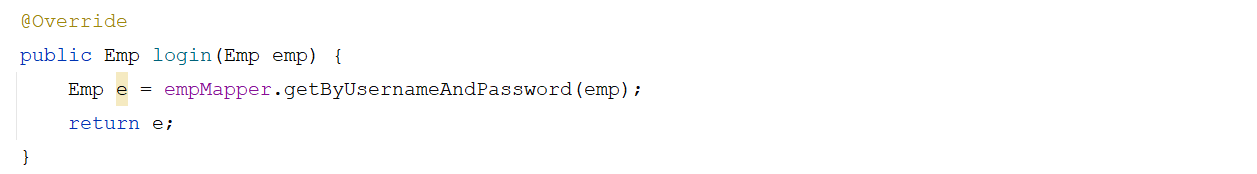 @Override
public Emp login(Emp emp) {
    Emp e = empMapper.getByUsernameAndPassword(emp);
    return e;
}